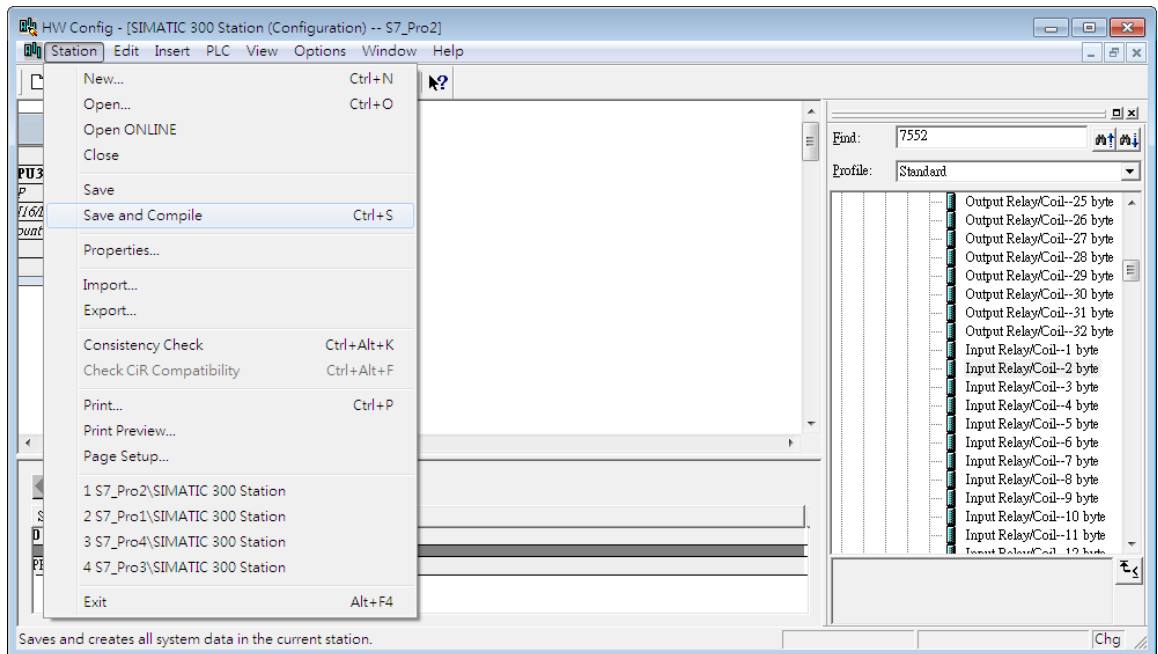 HW Config - [SIMATIC 300 Station (Configuration) -- S7_Pro2]
Station Edit Insert PLC View Options Window Help
New... Ctrl+N
Open... Ctrl+O
Open ONLINE
Close
Save
Save and Compile Ctrl+S
Properties...
Import...
Export...
Consistency Check Ctrl+Alt+K
Check CiR Compatibility Ctrl+Alt+F
Print... Ctrl+P
Print Preview...
Page Setup...
1 S7_Pro2\SIMATIC 300 Station
2 S7_Pro1\SIMATIC 300 Station
3 S7_Pro4\SIMATIC 300 Station
4 S7_Pro3\SIMATIC 300 Station
Exit Alt+F4
PU3
Find: 7552
Profile: Standard
Output Relay/Coil--25 byte
Output Relay/Coil--26 byte
Output Relay/Coil--27 byte
Output Relay/Coil--28 byte
Output Relay/Coil--29 byte
Output Relay/Coil--30 byte
Output Relay/Coil--31 byte
Output Relay/Coil--32 byte
Input Relay/Coil--1 byte
Input Relay/Coil--2 byte
Input Relay/Coil--3 byte
Input Relay/Coil--4 byte
Input Relay/Coil--5 byte
Input Relay/Coil--6 byte
Input Relay/Coil--7 byte
Input Relay/Coil--8 byte
Input Relay/Coil--9 byte
Input Relay/Coil--10 byte
Input Relay/Coil--11 byte
Input Relay/Coil--12 byte
Saves and creates all system data in the current station.
Chg